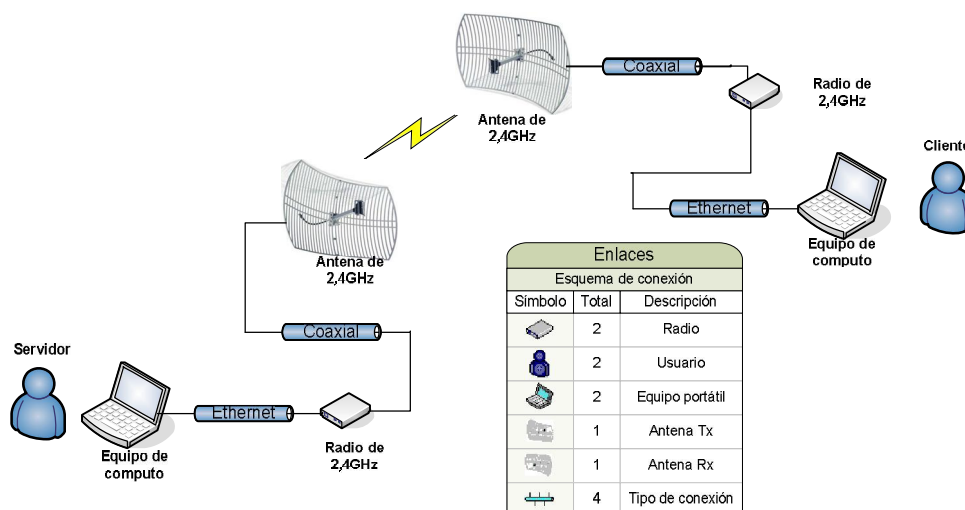 Coaxial
Radio de
2,4GHz
Antena de
2,4GHz
Cliente
Ethernet
Equipo de
computo
Antena de
2,4GHz
Coaxial
Servidor
Ethernet
Equipo de
computo
Radio de
2,4GHz
Enlaces
Esquema de conexión
Símbolo Total Descripción
2 Radio
2 Usuario
2 Equipo portátil
1 Antena Tx
1 Antena Rx
4 Tipo de conexión